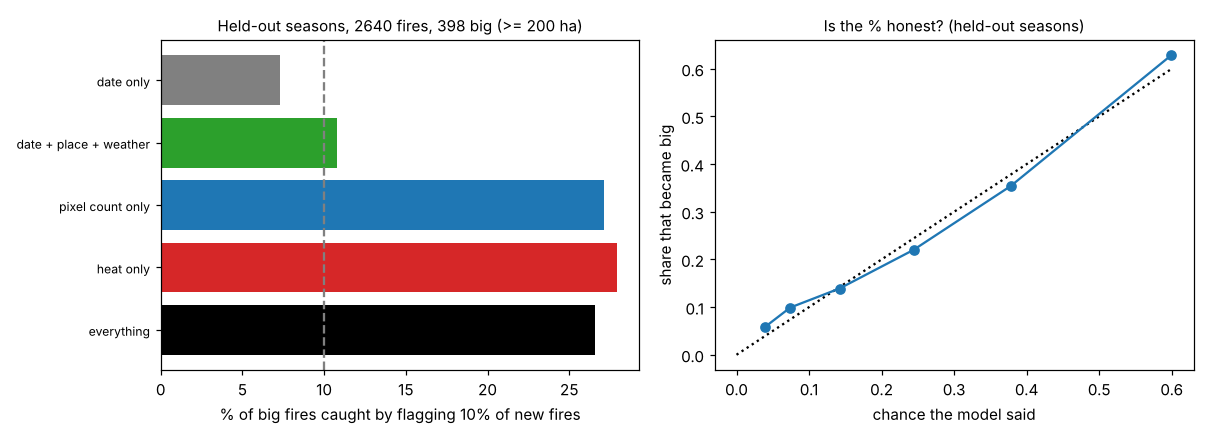 Held-out seasons, 2640 fires, 398 big (>= 200 ha)
date only
date + place + weather
pixel count only
heat only
everything
0 5 10 15 20 25
% of big fires caught by flagging 10% of new fires
Is the % honest? (held-out seasons)
share that became big
0.6
0.5
0.4
0.3
0.2
0.1
0.0
0.0 0.1 0.2 0.3 0.4 0.5 0.6
chance the model said